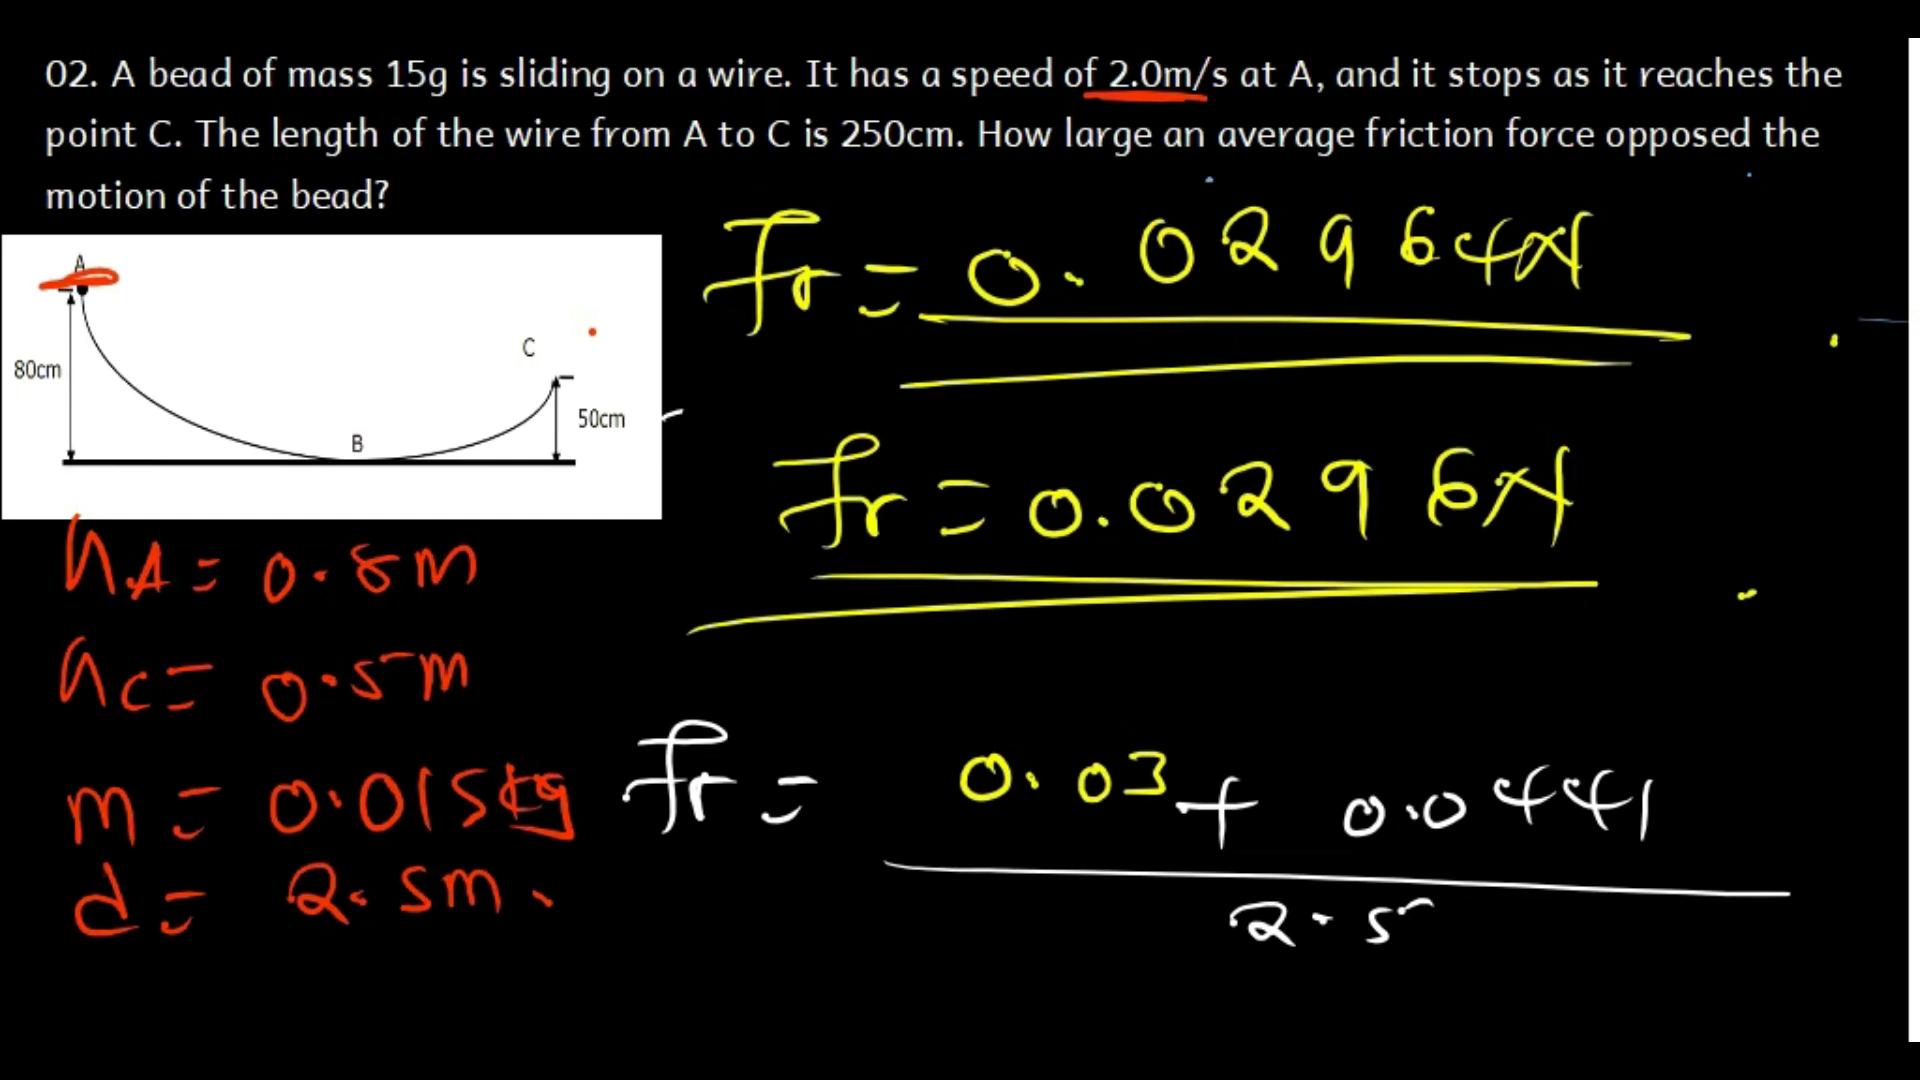 02. A bead of mass 15g is sliding on a wire. It has a speed of 2.0m/s at A, and it stops as it reaches the
point C. The length of the wire from A to C is 250cm. How large an average friction force opposed the
motion of the bead?
A
C
80cm
50cm
B
Fr = 0.02964N
Fr = 0.0296N
hA = 0.8m
hC = 0.5m
m = 0.015kg
d = 2.5m.
Fr = 0.03 + 0.0441
2.5